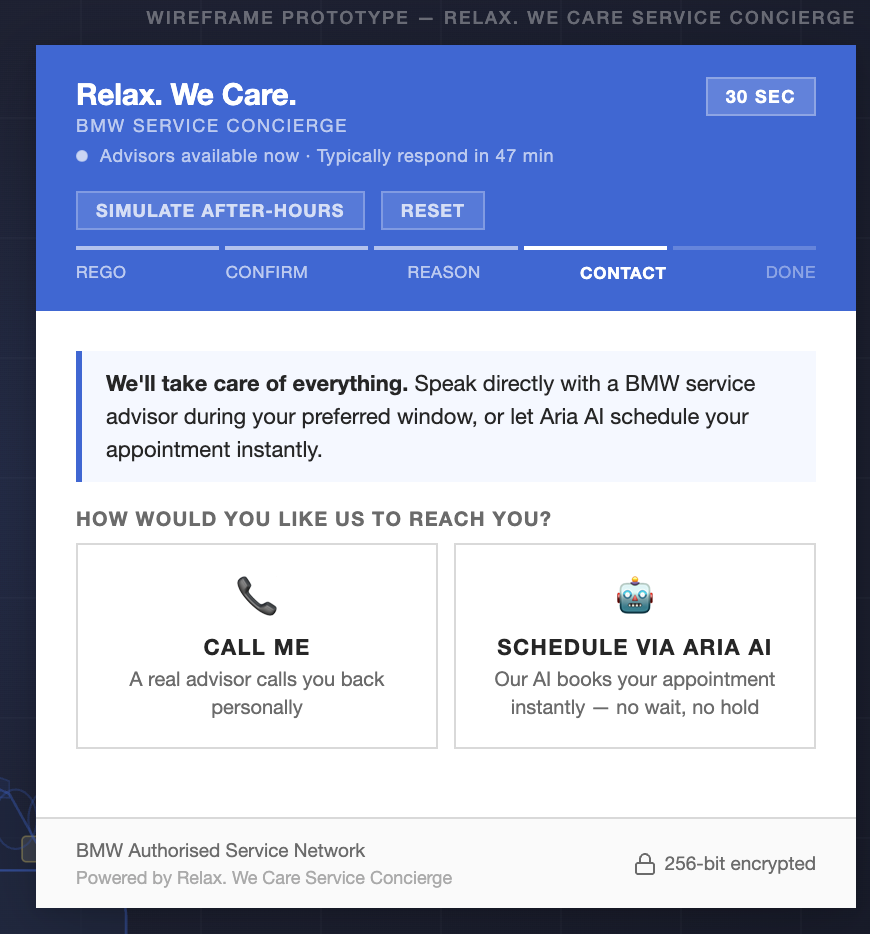 WIREFRAME PROTOTYPE — RELAX. WE CARE SERVICE CONCIERGE
Relax. We Care.
30 SEC
BMW SERVICE CONCIERGE
Advisors available now · Typically respond in 47 min
SIMULATE AFTER-HOURS
RESET
REGO
CONFIRM
REASON
CONTACT
DONE
We'll take care of everything. Speak directly with a BMW service
advisor during your preferred window, or let Aria AI schedule your
appointment instantly.
HOW WOULD YOU LIKE US TO REACH YOU?
CALL ME
A real advisor calls you back
personally
SCHEDULE VIA ARIA AI
Our AI books your appointment
instantly — no wait, no hold
BMW Authorised Service Network
Powered by Relax. We Care Service Concierge
256-bit encrypted